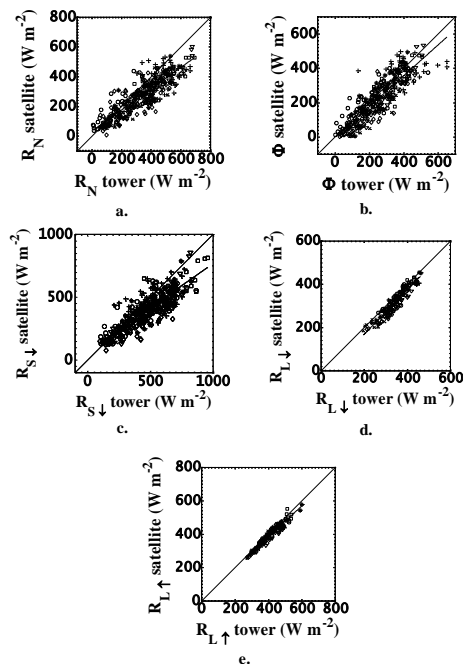 800
600
400
200
0
R_N satellite (W m⁻²)
0 200 400 600 800
R_N tower (W m⁻²)
a.
600
400
200
0
Φ satellite (W m⁻²)
0 200 400 600
Φ tower (W m⁻²)
b.
1000
500
0
R_S↓ satellite (W m⁻²)
0 500 1000
R_S↓ tower (W m⁻²)
c.
600
400
200
0
R_L↓ satellite (W m⁻²)
0 200 400 600
R_L↓ tower (W m⁻²)
d.
800
600
400
200
0
R_L↑ satellite (W m⁻²)
0 200 400 600 800
R_L↑ tower (W m⁻²)
e.